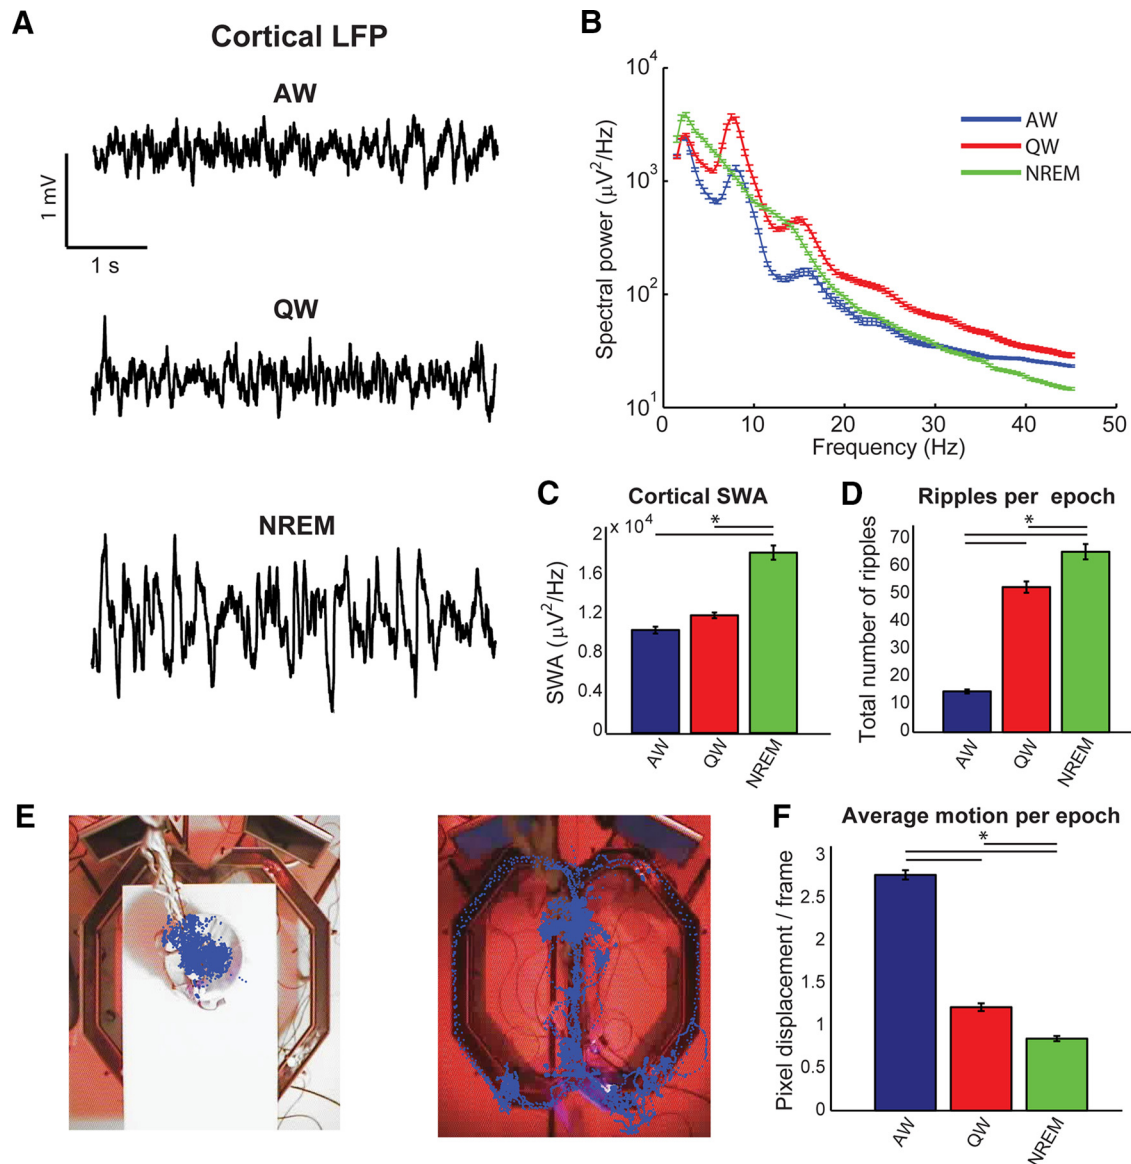 A
Cortical LFP
AW
1 mV
1 s
QW
NREM
B
10^4
10^3
10^2
10^1
Spectral power (μV^2/Hz)
0
10
20
30
40
50
Frequency (Hz)
AW
QW
NREM
C
Cortical SWA
*
2 x 10^4
1.6
1.2
0.8
0.4
0
SWA (μV^2/Hz)
AW
QW
NREM
D
Ripples per epoch
*
70
60
50
40
30
20
10
0
Total number of ripples
AW
QW
NREM
E
F
Average motion per epoch
*
3
2.5
2
1.5
1
0.5
0
Pixel displacement / frame
AW
QW
NREM